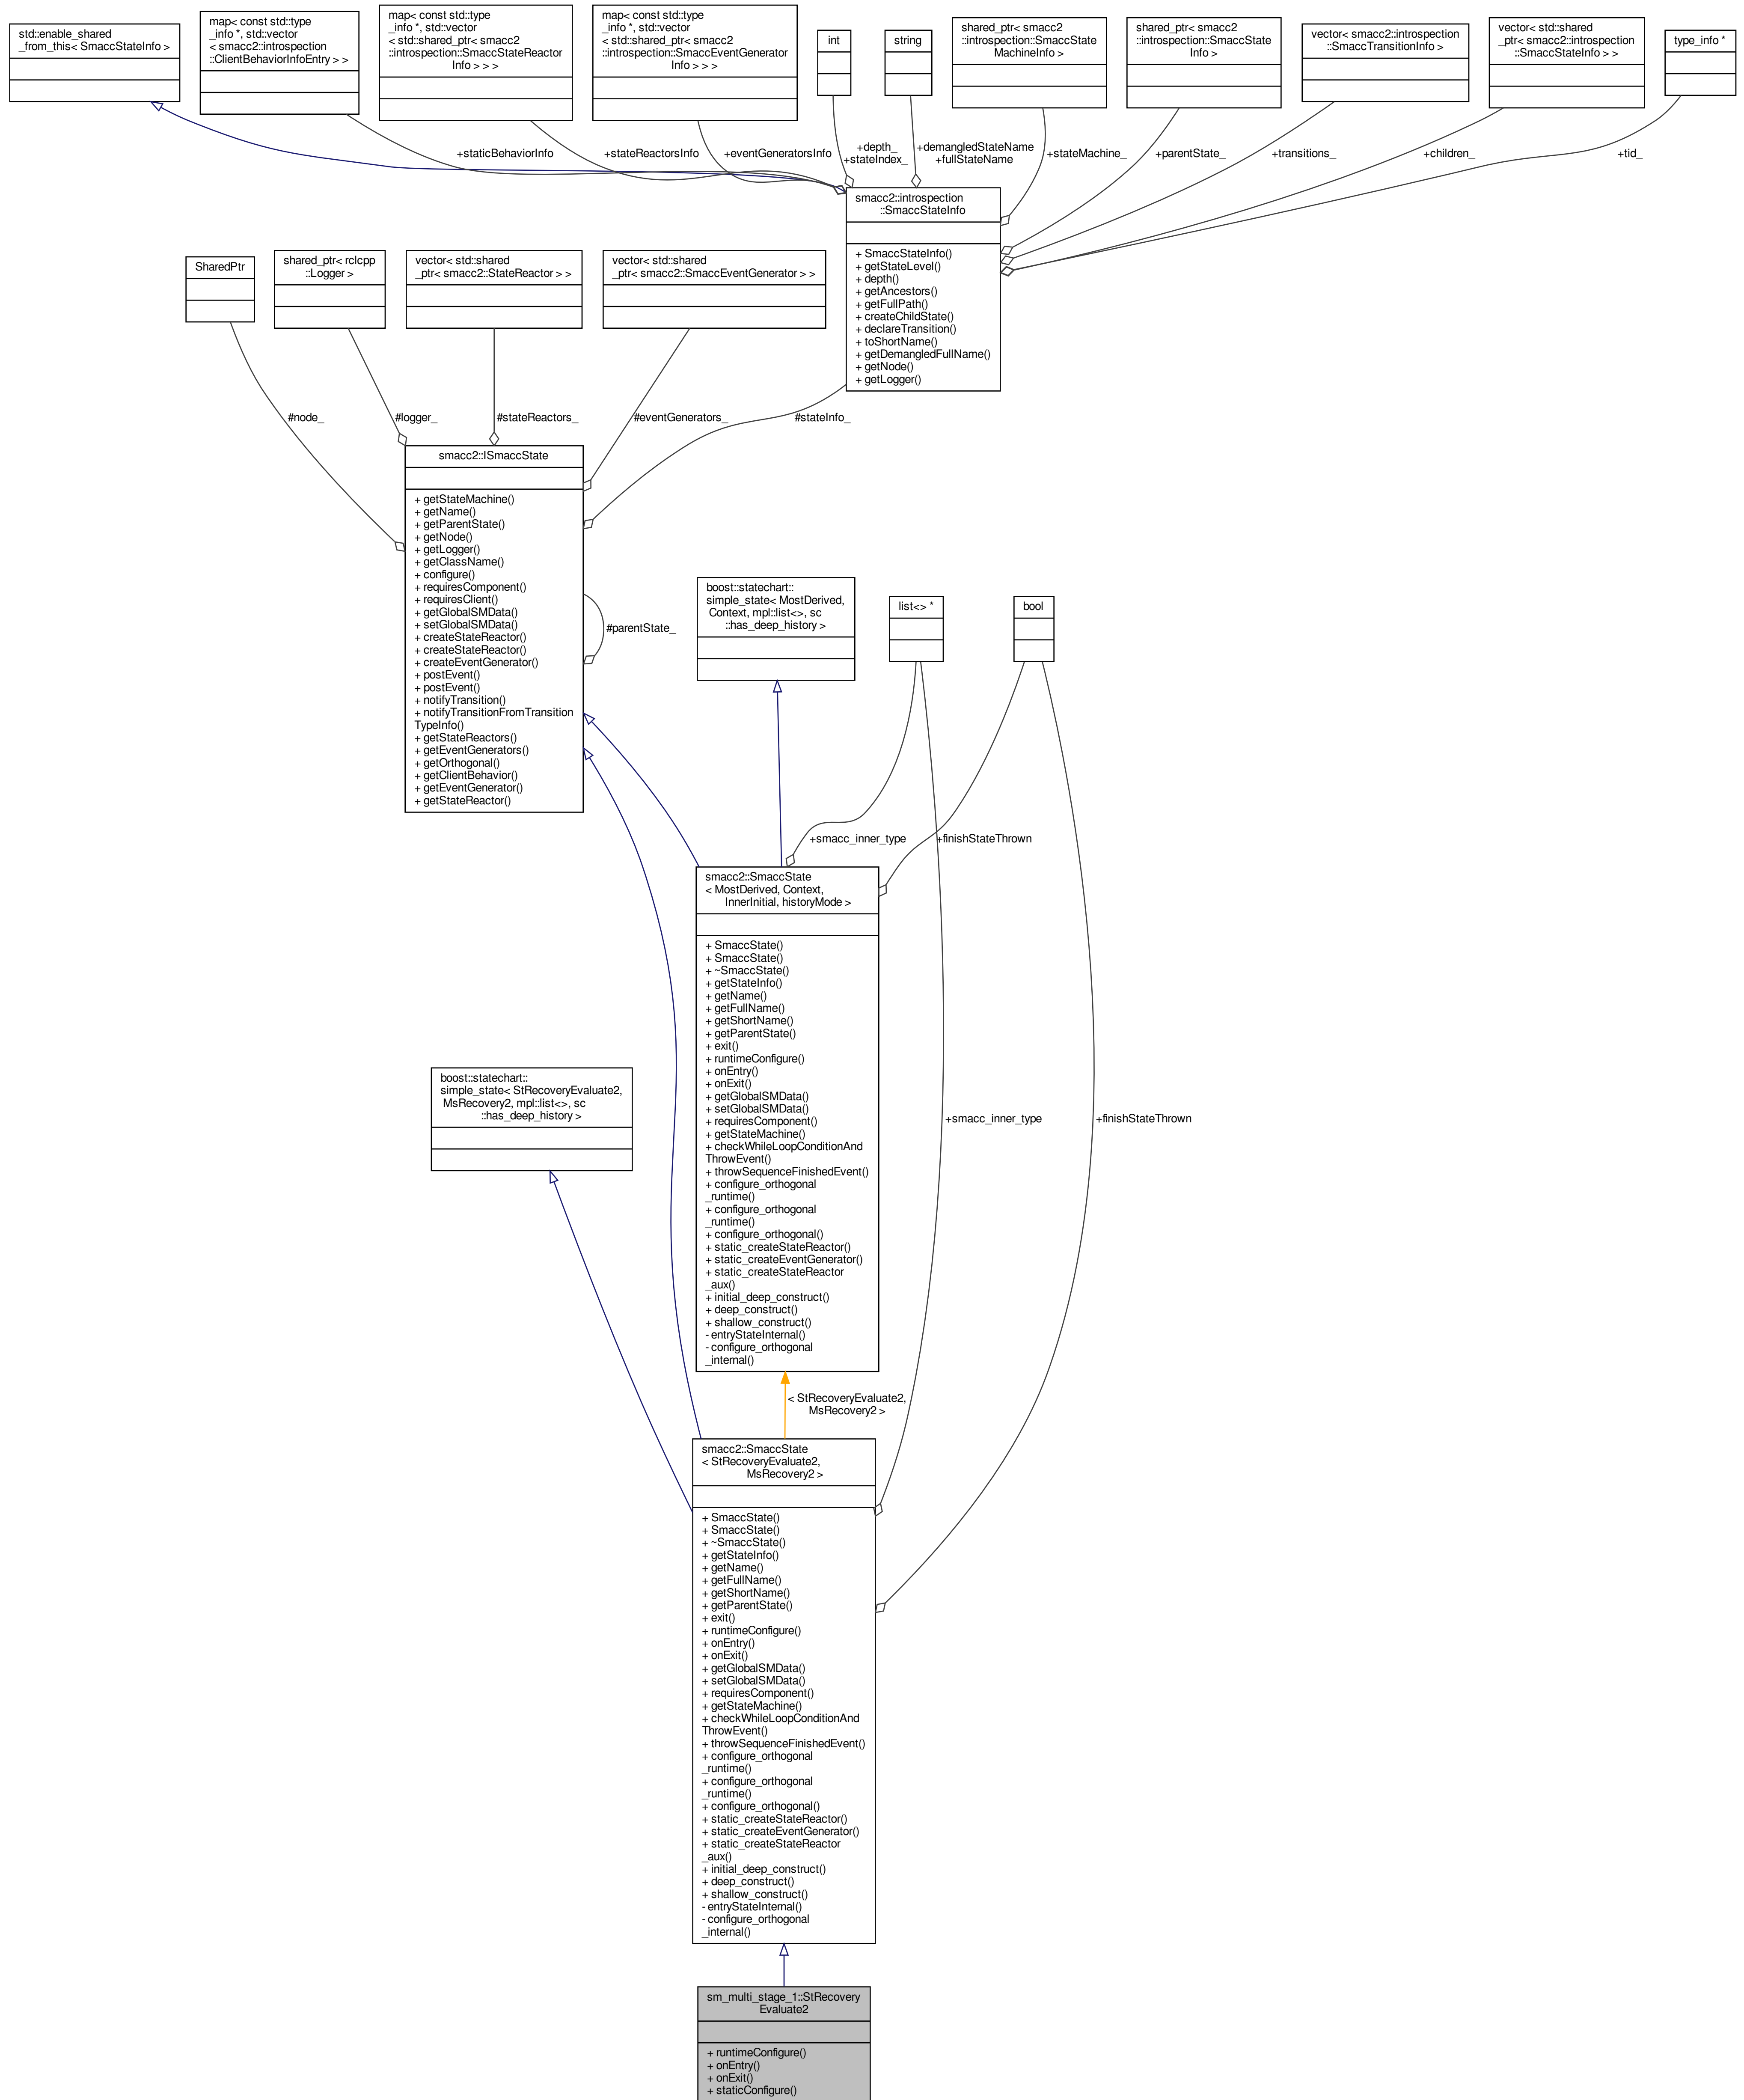 std::enable_shared
_from_this< SmaccStateInfo >
map< const std::type
_info *, std::vector
< smacc2::introspection
::ClientBehaviorInfoEntry > >
map< const std::type
_info *, std::vector
< std::shared_ptr< smacc2
::introspection::SmaccStateReactor
Info > > >
map< const std::type
_info *, std::vector
< std::shared_ptr< smacc2
::introspection::SmaccEventGenerator
Info > > >
int
string
shared_ptr< smacc2
::introspection::SmaccState
MachineInfo >
shared_ptr< smacc2
::introspection::SmaccState
Info >
vector< smacc2::introspection
::SmaccTransitionInfo >
vector< std::shared
_ptr< smacc2::introspection
::SmaccStateInfo > >
type_info *
+staticBehaviorInfo
+stateReactorsInfo
+eventGeneratorsInfo
+depth_
+stateIndex_
+demangledStateName
+fullStateName
+stateMachine_
+parentState_
+transitions_
+children_
+tid_
smacc2::introspection
::SmaccStateInfo
+ SmaccStateInfo()
+ getStateLevel()
+ depth()
+ getAncestors()
+ getFullPath()
+ createChildState()
+ declareTransition()
+ toShortName()
+ getDemangledFullName()
+ getNode()
+ getLogger()
SharedPtr
shared_ptr< rclcpp
::Logger >
vector< std::shared
_ptr< smacc2::StateReactor > >
vector< std::shared
_ptr< smacc2::SmaccEventGenerator > >
#node_
#logger_
#stateReactors_
#eventGenerators_
#stateInfo_
smacc2::ISmaccState
+ getStateMachine()
+ getName()
+ getParentState()
+ getNode()
+ getLogger()
+ getClassName()
+ configure()
+ requiresComponent()
+ requiresClient()
+ getGlobalSMData()
+ setGlobalSMData()
+ createStateReactor()
+ createStateReactor()
+ createEventGenerator()
+ postEvent()
+ postEvent()
+ notifyTransition()
+ notifyTransitionFromTransition
TypeInfo()
+ getStateReactors()
+ getEventGenerators()
+ getOrthogonal()
+ getClientBehavior()
+ getEventGenerator()
+ getStateReactor()
#parentState_
boost::statechart::
simple_state< MostDerived,
Context, mpl::list<>, sc
::has_deep_history >
list<> *
bool
+smacc_inner_type
+finishStateThrown
smacc2::SmaccState
< MostDerived, Context,
InnerInitial, historyMode >
+ SmaccState()
+ SmaccState()
+ ~SmaccState()
+ getStateInfo()
+ getName()
+ getFullName()
+ getShortName()
+ getParentState()
+ exit()
+ runtimeConfigure()
+ onEntry()
+ onExit()
+ getGlobalSMData()
+ setGlobalSMData()
+ requiresComponent()
+ getStateMachine()
+ checkWhileLoopConditionAnd
ThrowEvent()
+ throwSequenceFinishedEvent()
+ configure_orthogonal
_runtime()
+ configure_orthogonal
_runtime()
+ configure_orthogonal()
+ static_createStateReactor()
+ static_createEventGenerator()
+ static_createStateReactor
_aux()
+ initial_deep_construct()
+ deep_construct()
+ shallow_construct()
- entryStateInternal()
- configure_orthogonal
_internal()
boost::statechart::
simple_state< StRecoveryEvaluate2,
MsRecovery2, mpl::list<>, sc
::has_deep_history >
+smacc_inner_type
+finishStateThrown
< StRecoveryEvaluate2,
MsRecovery2 >
smacc2::SmaccState
< StRecoveryEvaluate2,
MsRecovery2 >
+ SmaccState()
+ SmaccState()
+ ~SmaccState()
+ getStateInfo()
+ getName()
+ getFullName()
+ getShortName()
+ getParentState()
+ exit()
+ runtimeConfigure()
+ onEntry()
+ onExit()
+ getGlobalSMData()
+ setGlobalSMData()
+ requiresComponent()
+ getStateMachine()
+ checkWhileLoopConditionAnd
ThrowEvent()
+ throwSequenceFinishedEvent()
+ configure_orthogonal
_runtime()
+ configure_orthogonal
_runtime()
+ configure_orthogonal()
+ static_createStateReactor()
+ static_createEventGenerator()
+ static_createStateReactor
_aux()
+ initial_deep_construct()
+ deep_construct()
+ shallow_construct()
- entryStateInternal()
- configure_orthogonal
_internal()
sm_multi_stage_1::StRecovery
Evaluate2
+ runtimeConfigure()
+ onEntry()
+ onExit()
+ staticConfigure()